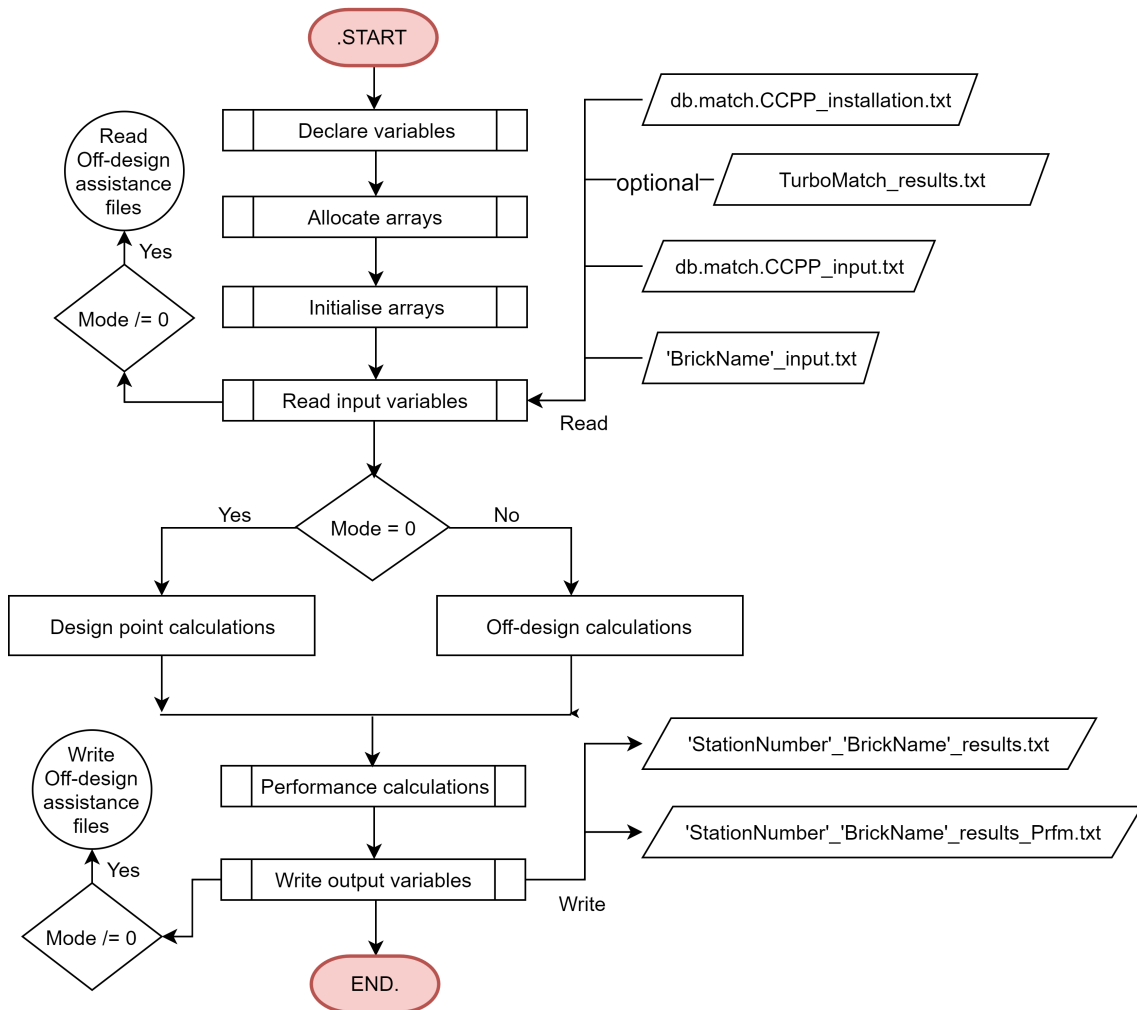 .START
db.match.CCPP_installation.txt
Declare variables
Read
Off-design
assistance
files
optional
TurboMatch_results.txt
Allocate arrays
Yes
db.match.CCPP_input.txt
Mode /= 0
Initialise arrays
'BrickName'_input.txt
Read input variables
Read
Yes
Mode = 0
No
Design point calculations
Off-design calculations
Write
Off-design
assistance
files
'StationNumber'_'BrickName'_results.txt
Performance calculations
'StationNumber'_'BrickName'_results_Prfm.txt
Yes
Write output variables
Write
Mode /= 0
END.